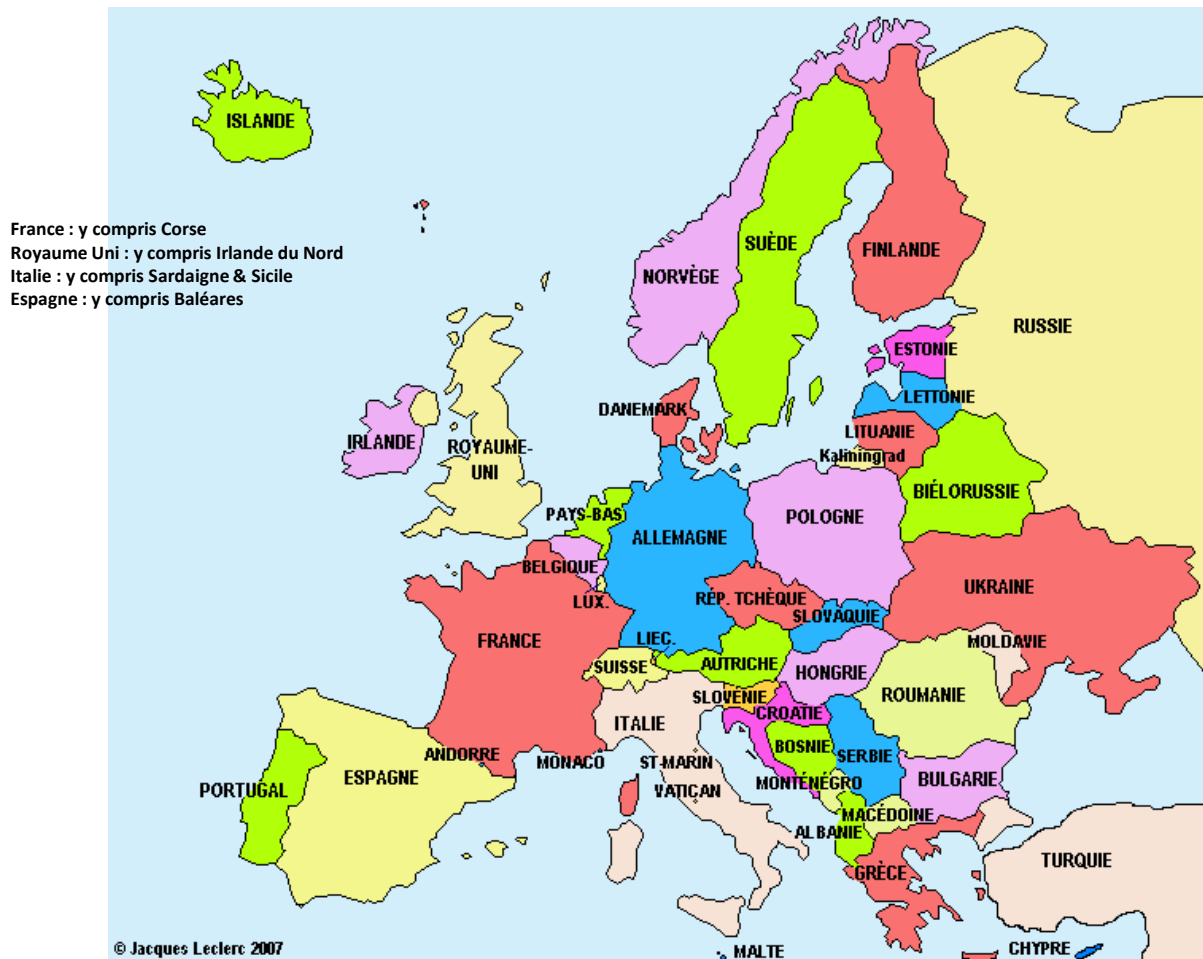 ISLANDE
France : y compris Corse
Royaume Uni : y compris Irlande du Nord
Italie : y compris Sardaigne & Sicile
Espagne : y compris Baléares
SUÈDE
FINLANDE
NORVÈGE
RUSSIE
ESTONIE
LETTONIE
DANEMARK
LITUANIE
IRLANDE
ROYAUME-
UNI
Kaliningrad
BIÉLORUSSIE
PAYS-BAS
POLOGNE
ALLEMAGNE
BELGIQUE
UKRAINE
LUX.
RÉP. TCHÈQUE
SLOVAQUIE
FRANCE
LIEC.
MOLDAVIE
SUISSE
AUTRICHE
HONGRIE
SLOVÉNIE
ROUMANIE
CROATIE
ITALIE
BOSNIE
ANDORRE
MONACO
ST-MARIN
SERBIE
ESPAGNE
BULGARIE
PORTUGAL
VATICAN
MONTÉNÉGRO
MACÉDOINE
ALBANIE
TURQUIE
GRÈCE
© Jacques Leclerc 2007
MALTE
CHYPRE